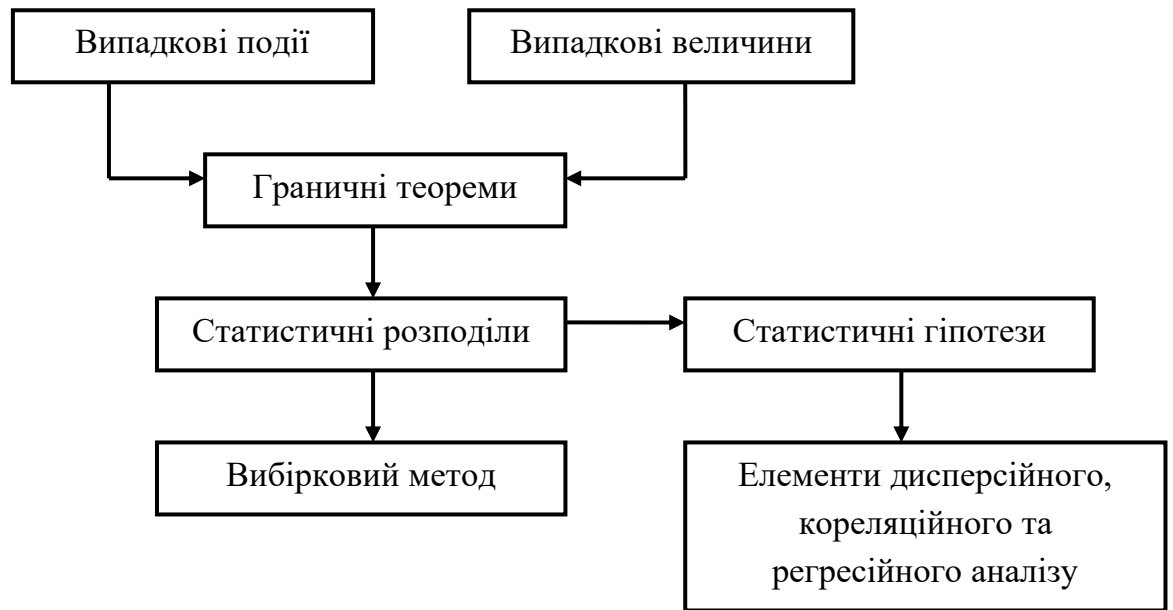 Випадкові події
Випадкові величини
Граничні теореми
Статистичні розподіли
Статистичні гіпотези
Вибірковий метод
Елементи дисперсійного,
кореляційного та
регресійного аналізу